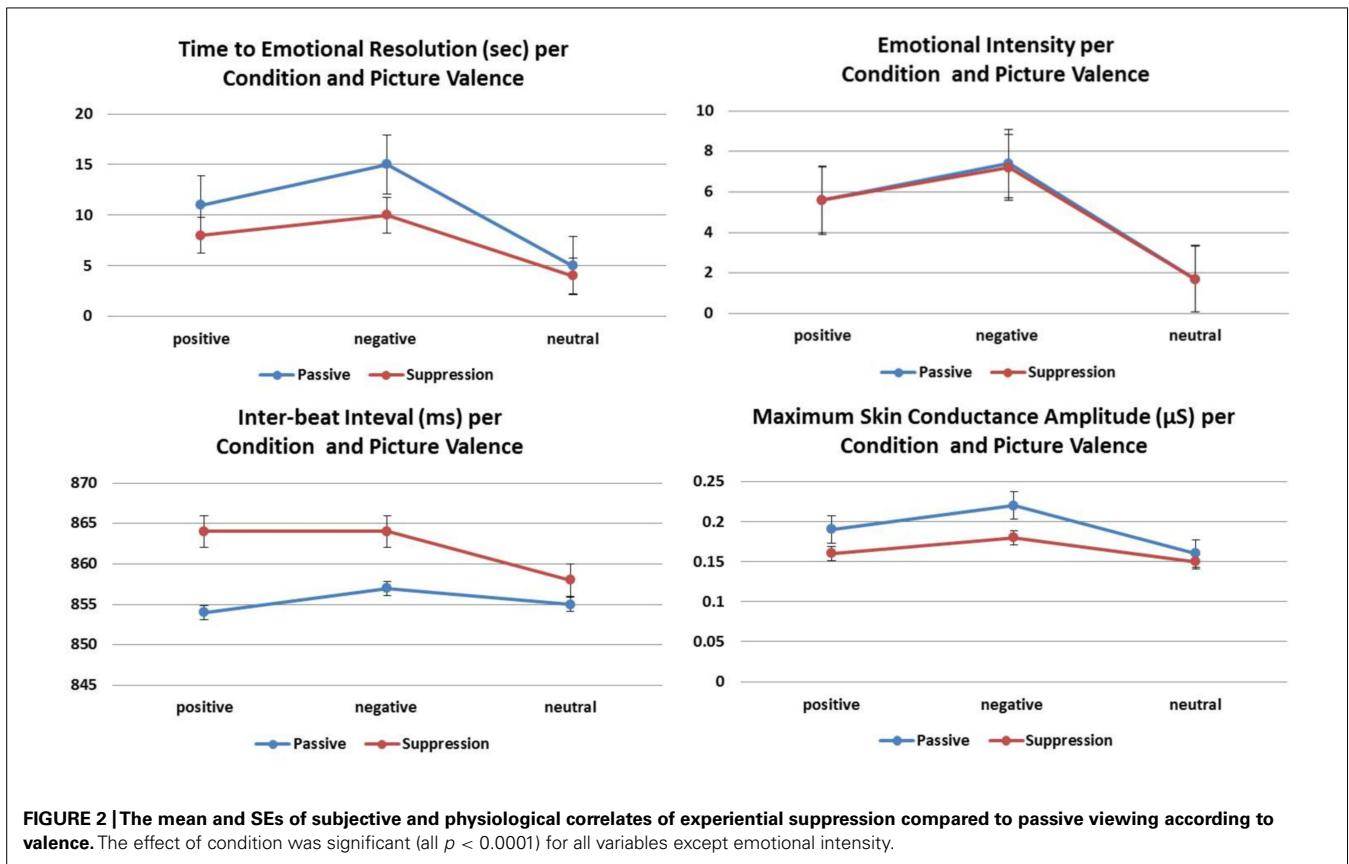 Time to Emotional Resolution (sec) per
Condition and Picture Valence
20
15
10
5
0
positive negative neutral
Passive Suppression
Emotional Intensity per
Condition and Picture Valence
10
8
6
4
2
0
positive negative neutral
Passive Suppression
Inter-beat Inteval (ms) per
Condition and Picture Valence
870
865
860
855
850
845
positive negative neutral
Passive Suppression
Maximum Skin Conductance Amplitude (µS) per
Condition and Picture Valence
0.25
0.2
0.15
0.1
0.05
0
positive negative neutral
Passive Suppression
FIGURE 2 | The mean and SEs of subjective and physiological correlates of experiential suppression compared to passive viewing according to
valence. The effect of condition was significant (all p < 0.0001) for all variables except emotional intensity.